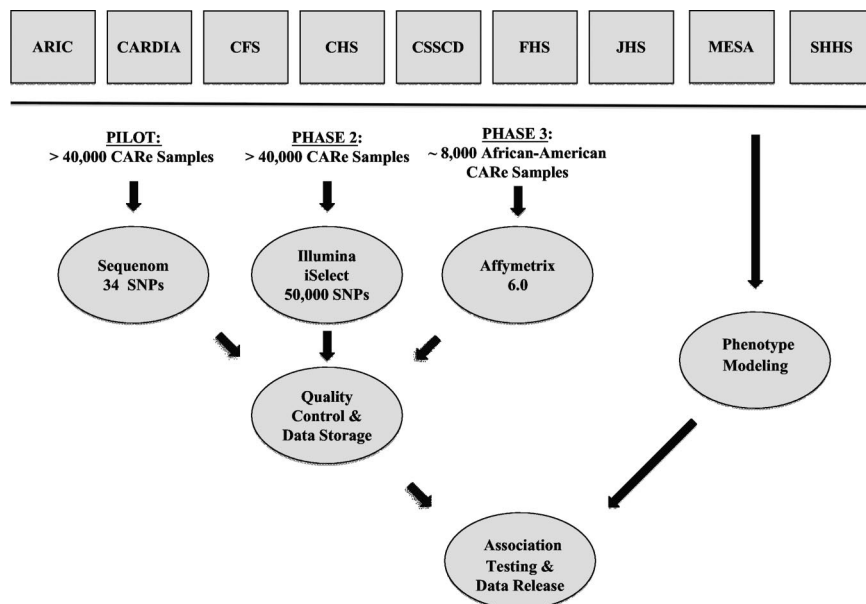 ARIC
CARDIA
CFS
CHS
CSSCD
FHS
JHS
MESA
SHHS
PILOT:
> 40,000 CARe Samples
PHASE 2:
> 40,000 CARe Samples
PHASE 3:
~ 8,000 African-American
CARe Samples
Sequenom
34 SNPs
Illumina
iSelect
50,000 SNPs
Affymetrix
6.0
Phenotype
Modeling
Quality
Control &
Data Storage
Association
Testing &
Data Release